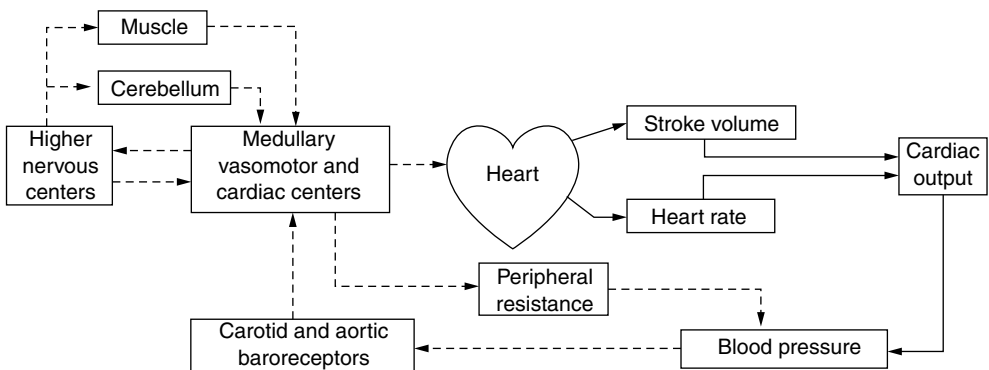 Muscle
Cerebellum
Higher
nervous
centers
Medullary
vasomotor and
cardiac centers
Heart
Stroke volume
Heart rate
Cardiac
output
Peripheral
resistance
Carotid and aortic
baroreceptors
Blood pressure